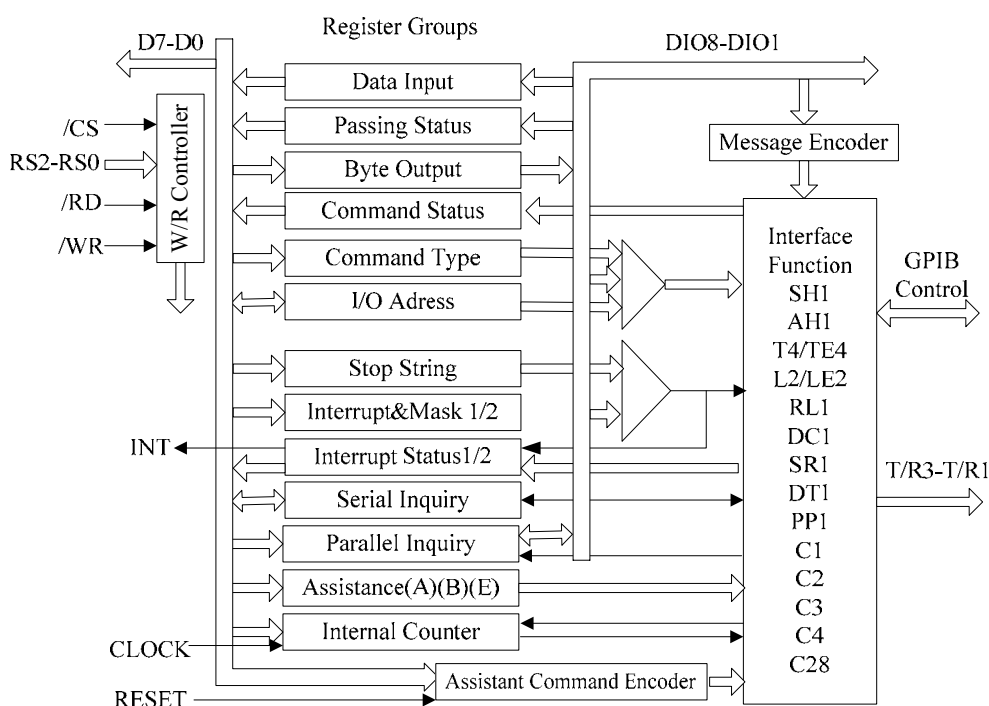 Register Groups
D7-D0
DIO8-DIO1
Data Input
/CS
Passing Status
Message Encoder
RS2-RS0
W/R Controller
Byte Output
/RD
Command Status
/WR
Command Type
I/O Adress
Stop String
Interrupt&Mask 1/2
INT
Interrupt Status1/2
Serial Inquiry
Parallel Inquiry
Assistance(A)(B)(E)
Internal Counter
CLOCK
Assistant Command Encoder
RESET
Interface
Function
SH1
AH1
T4/TE4
L2/LE2
RL1
DC1
SR1
DT1
PP1
C1
C2
C3
C4
C28
GPIB
Control
T/R3-T/R1